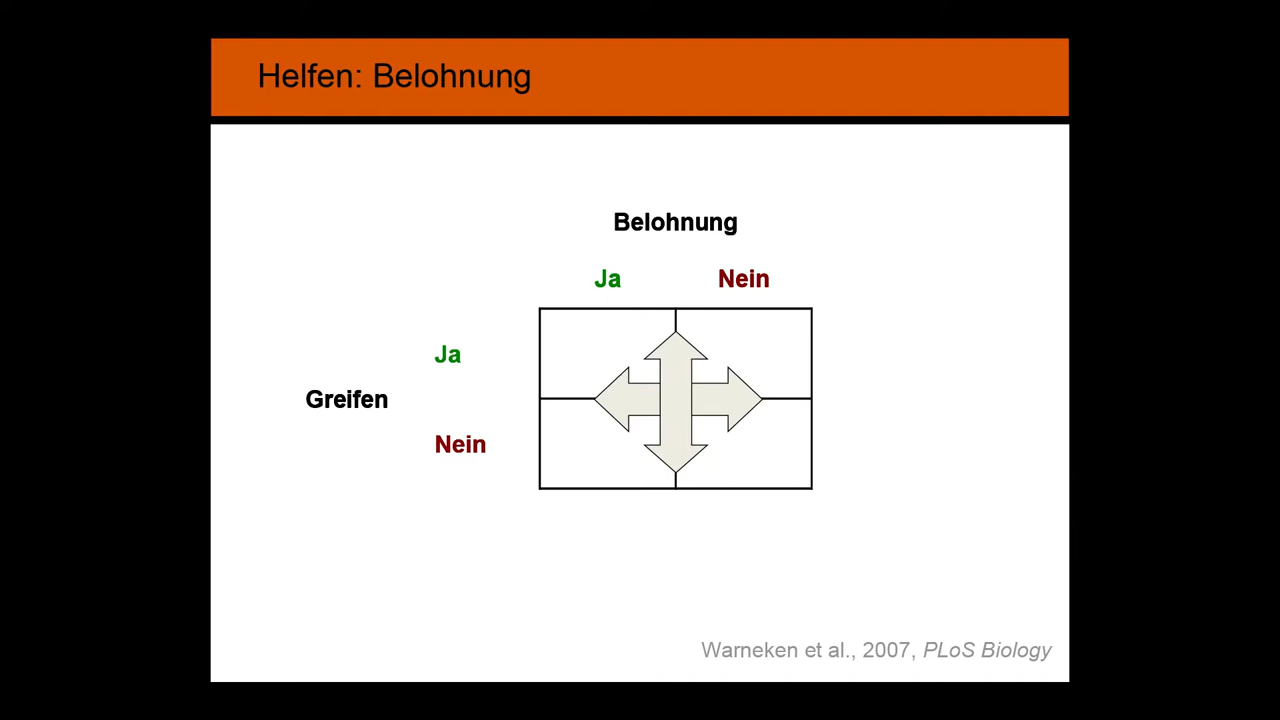 Helfen: Belohnung
Belohnung
Ja Nein
Ja
Greifen
Nein
Warneken et al., 2007, PLoS Biology